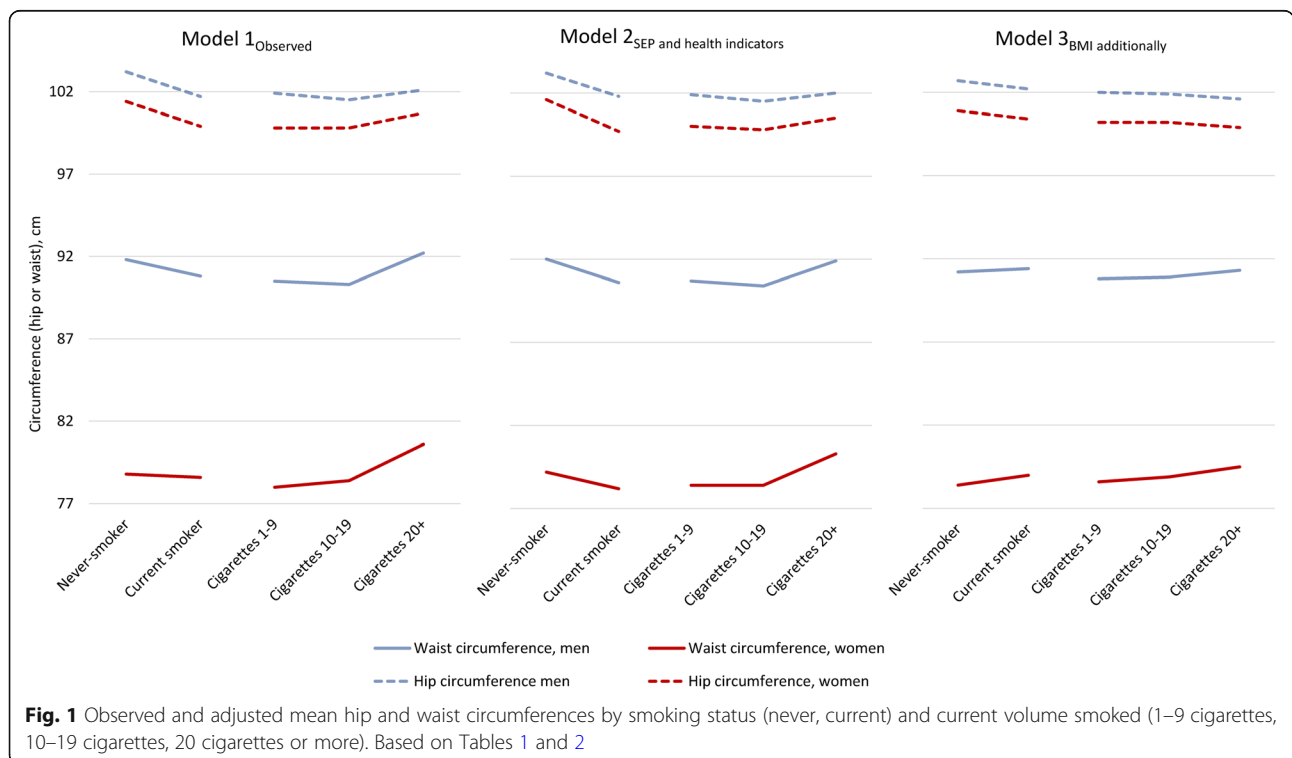 Model 1Observed
Model 2SEP and health indicators
Model 3BMI additionally
Circumference (hip or waist), cm
102
97
92
87
82
77
Never-smoker
Current smoker
Cigarettes 1-9
Cigarettes 10-19
Cigarettes 20+
Never-smoker
Current smoker
Cigarettes 1-9
Cigarettes 10-19
Cigarettes 20+
Never-smoker
Current smoker
Cigarettes 1-9
Cigarettes 10-19
Cigarettes 20+
Waist circumference, men
Waist circumference, women
Hip circumference men
Hip circumference, women
Fig. 1 Observed and adjusted mean hip and waist circumferences by smoking status (never, current) and current volume smoked (1–9 cigarettes,
10–19 cigarettes, 20 cigarettes or more). Based on Tables 1 and 2